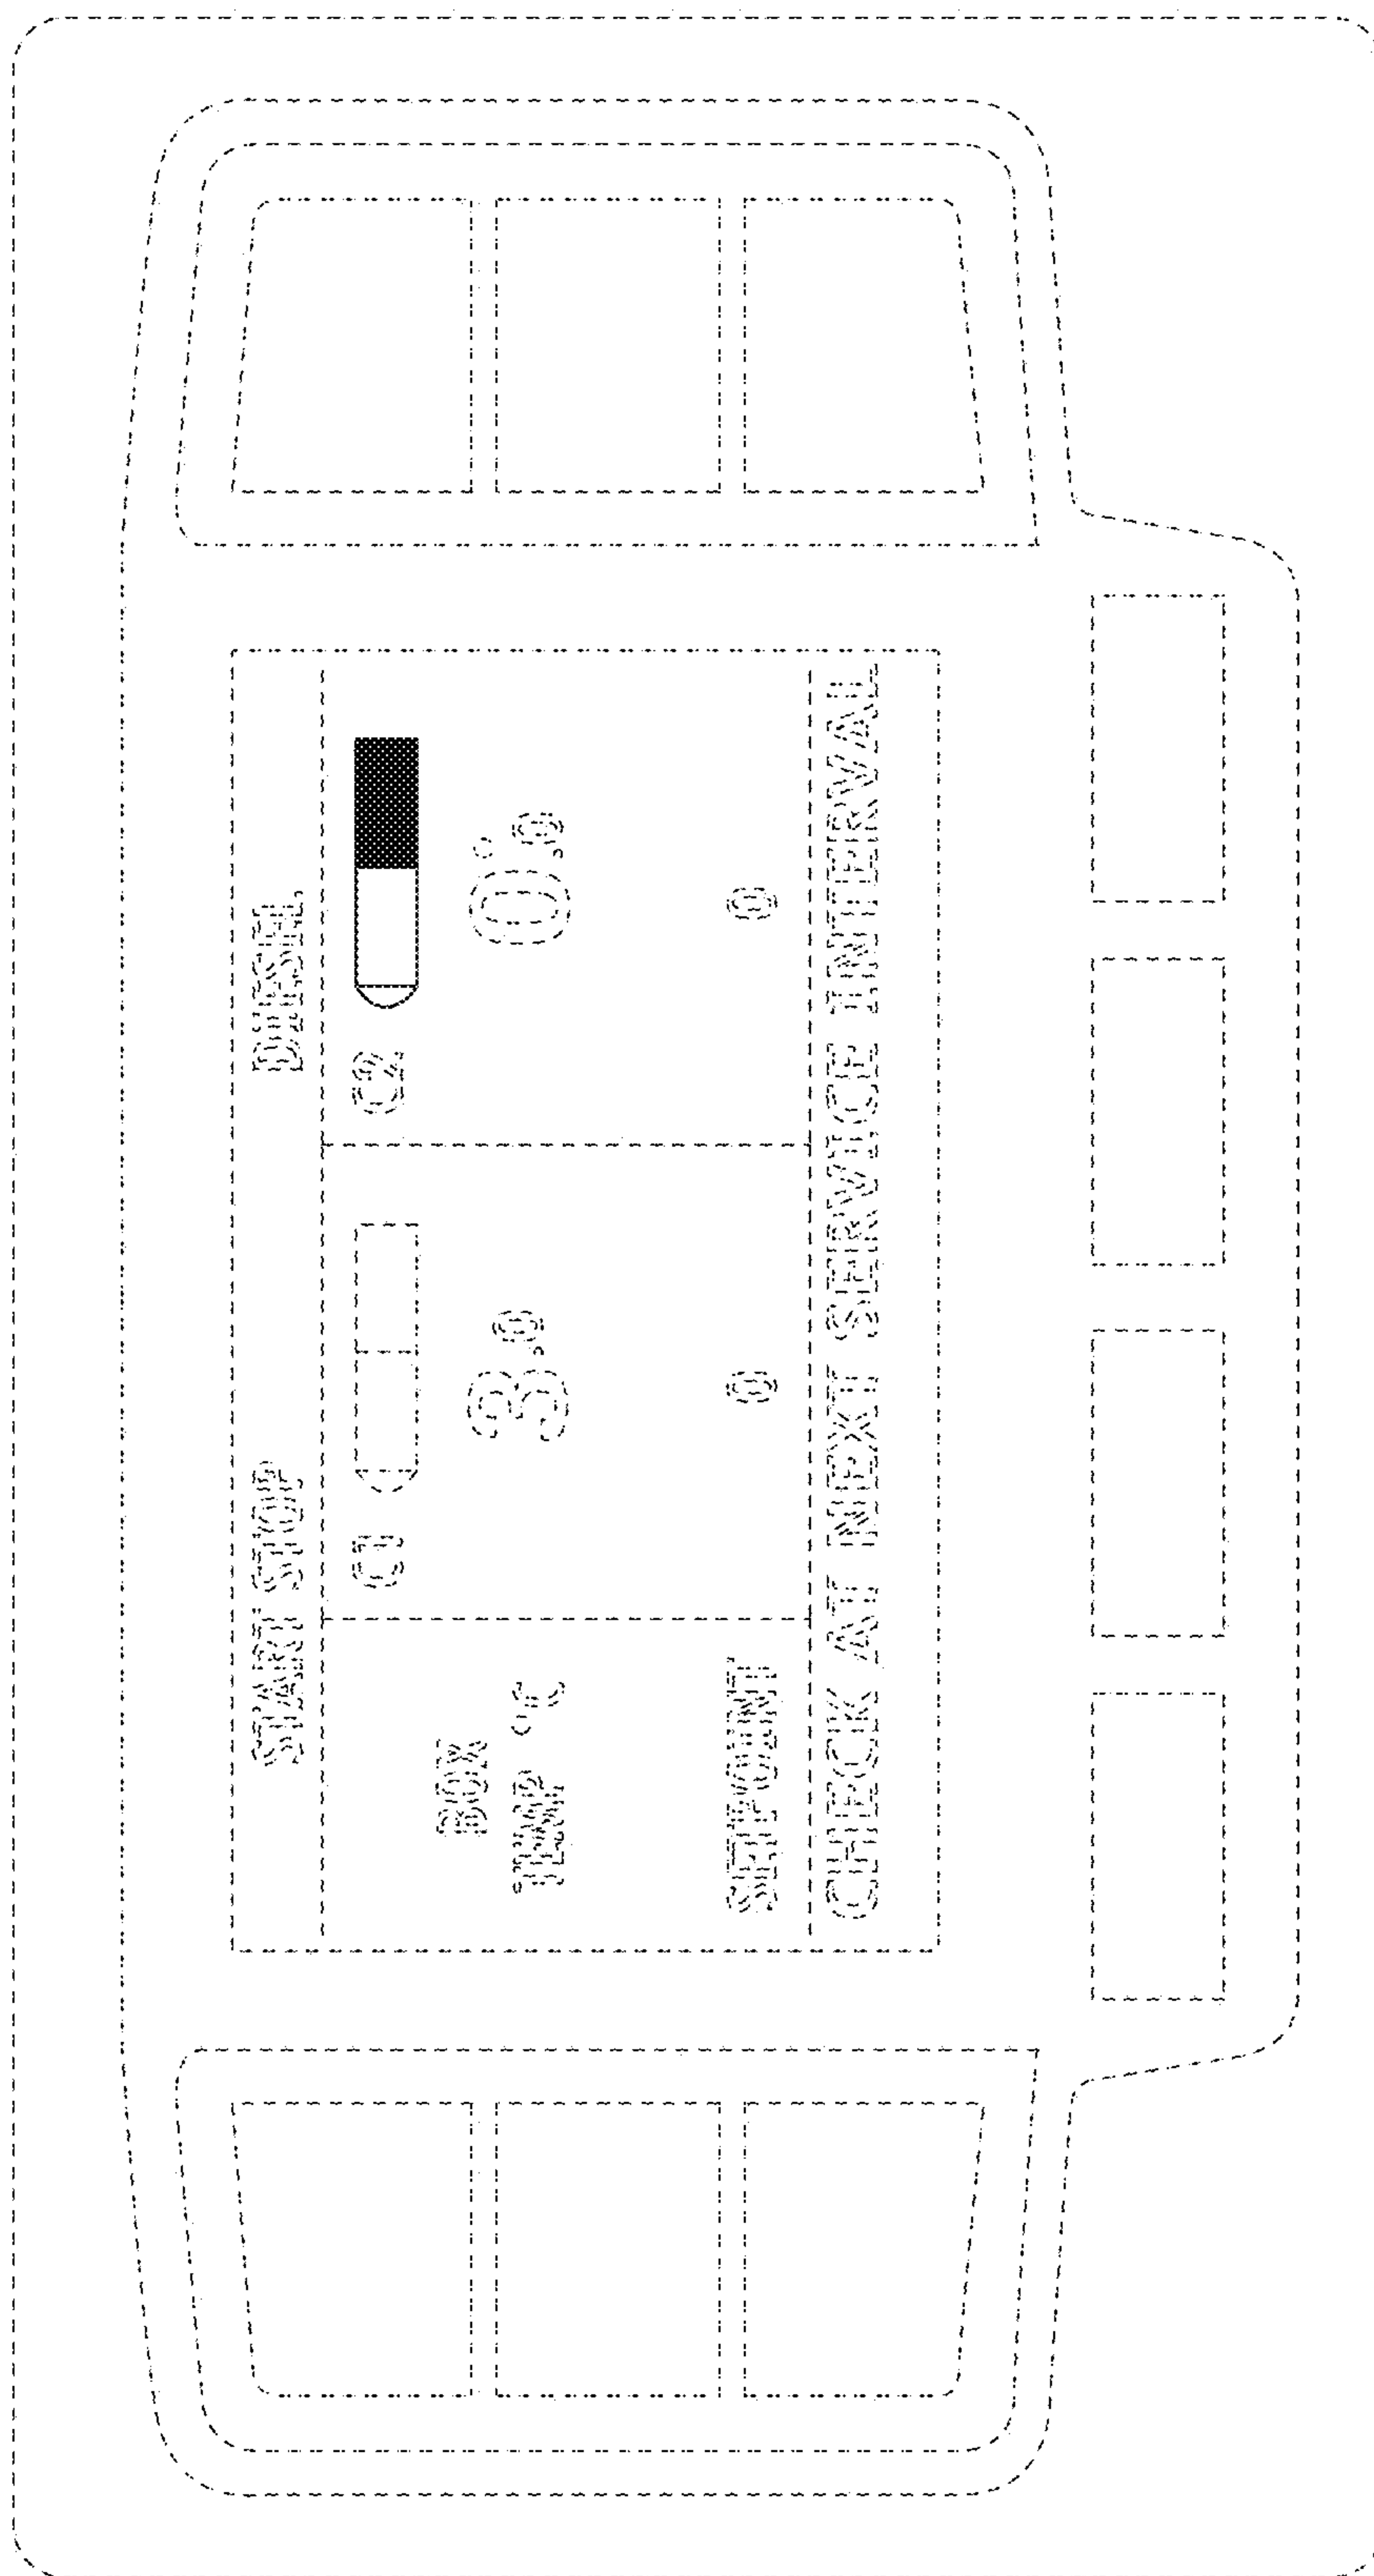 START STOP DIESEL
C1 C2
BOX
TEMP °C 3.0 0°.0
SETPOINT 0 0
CHECK AT NEXT SERVICE INTERVAL